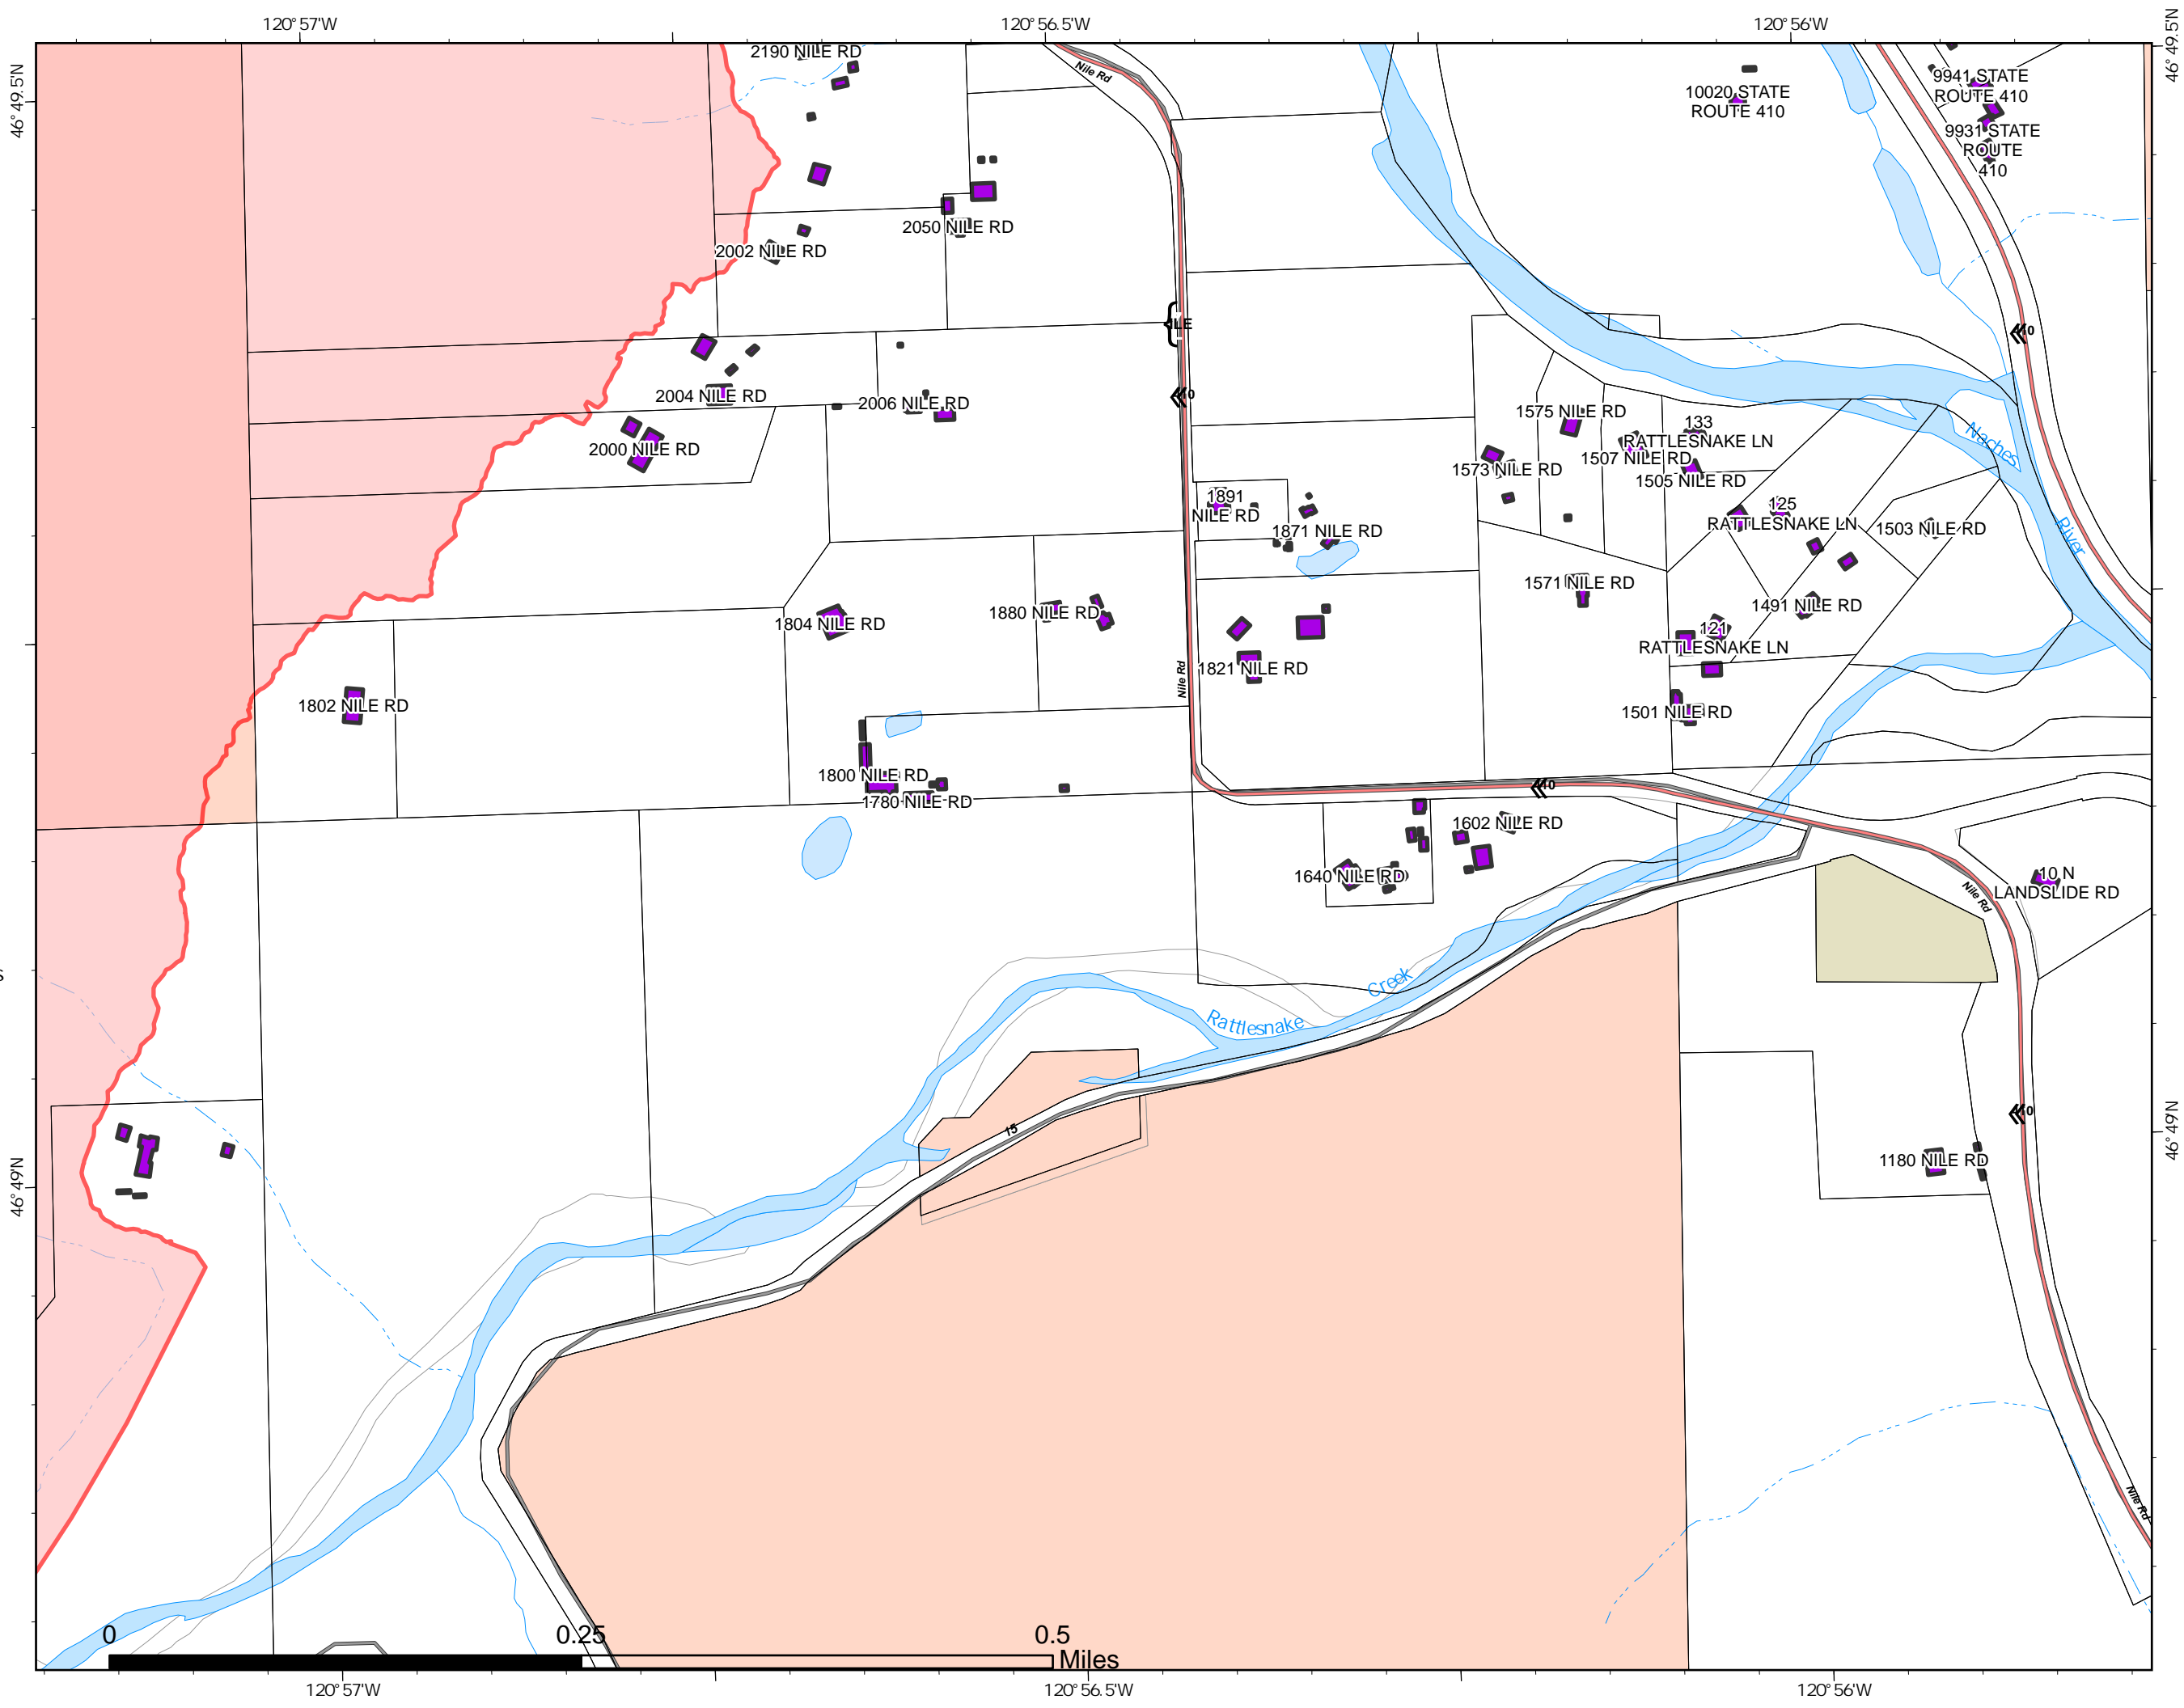 120°57'W
120°56.5'W
120°56'W
46°49.5'N
46°49.5'N
2190 NILE RD
Nile Rd
10020 STATE
ROUTE 410
9941 STATE
ROUTE 410
9931 STATE
ROUTE
410
2050 NILE RD
2002 NILE RD
2004 NILE RD
2006 NILE RD
2000 NILE RD
1575 NILE RD
133
RATTLESNAKE LN
1507 NILE RD
1573 NILE RD
1505 NILE RD
Naches
River
1891
NILE RD
1871 NILE RD
125
RATTLESNAKE LN
1503 NILE RD
1571 NILE RD
1491 NILE RD
1804 NILE RD
1880 NILE RD
121
RATTLESNAKE LN
1821 NILE RD
Nile Rd
1802 NILE RD
1501 NILE RD
1800 NILE RD
1780 NILE RD
1602 NILE RD
1640 NILE RD
10 N
LANDSLIDE RD
Nile Rd
Creek
Rattlesnake
15
1180 NILE RD
46°49'N
46°49'N
Nile Rd
0
0.25
0.5
Miles
120°57'W
120°56.5'W
120°56'W